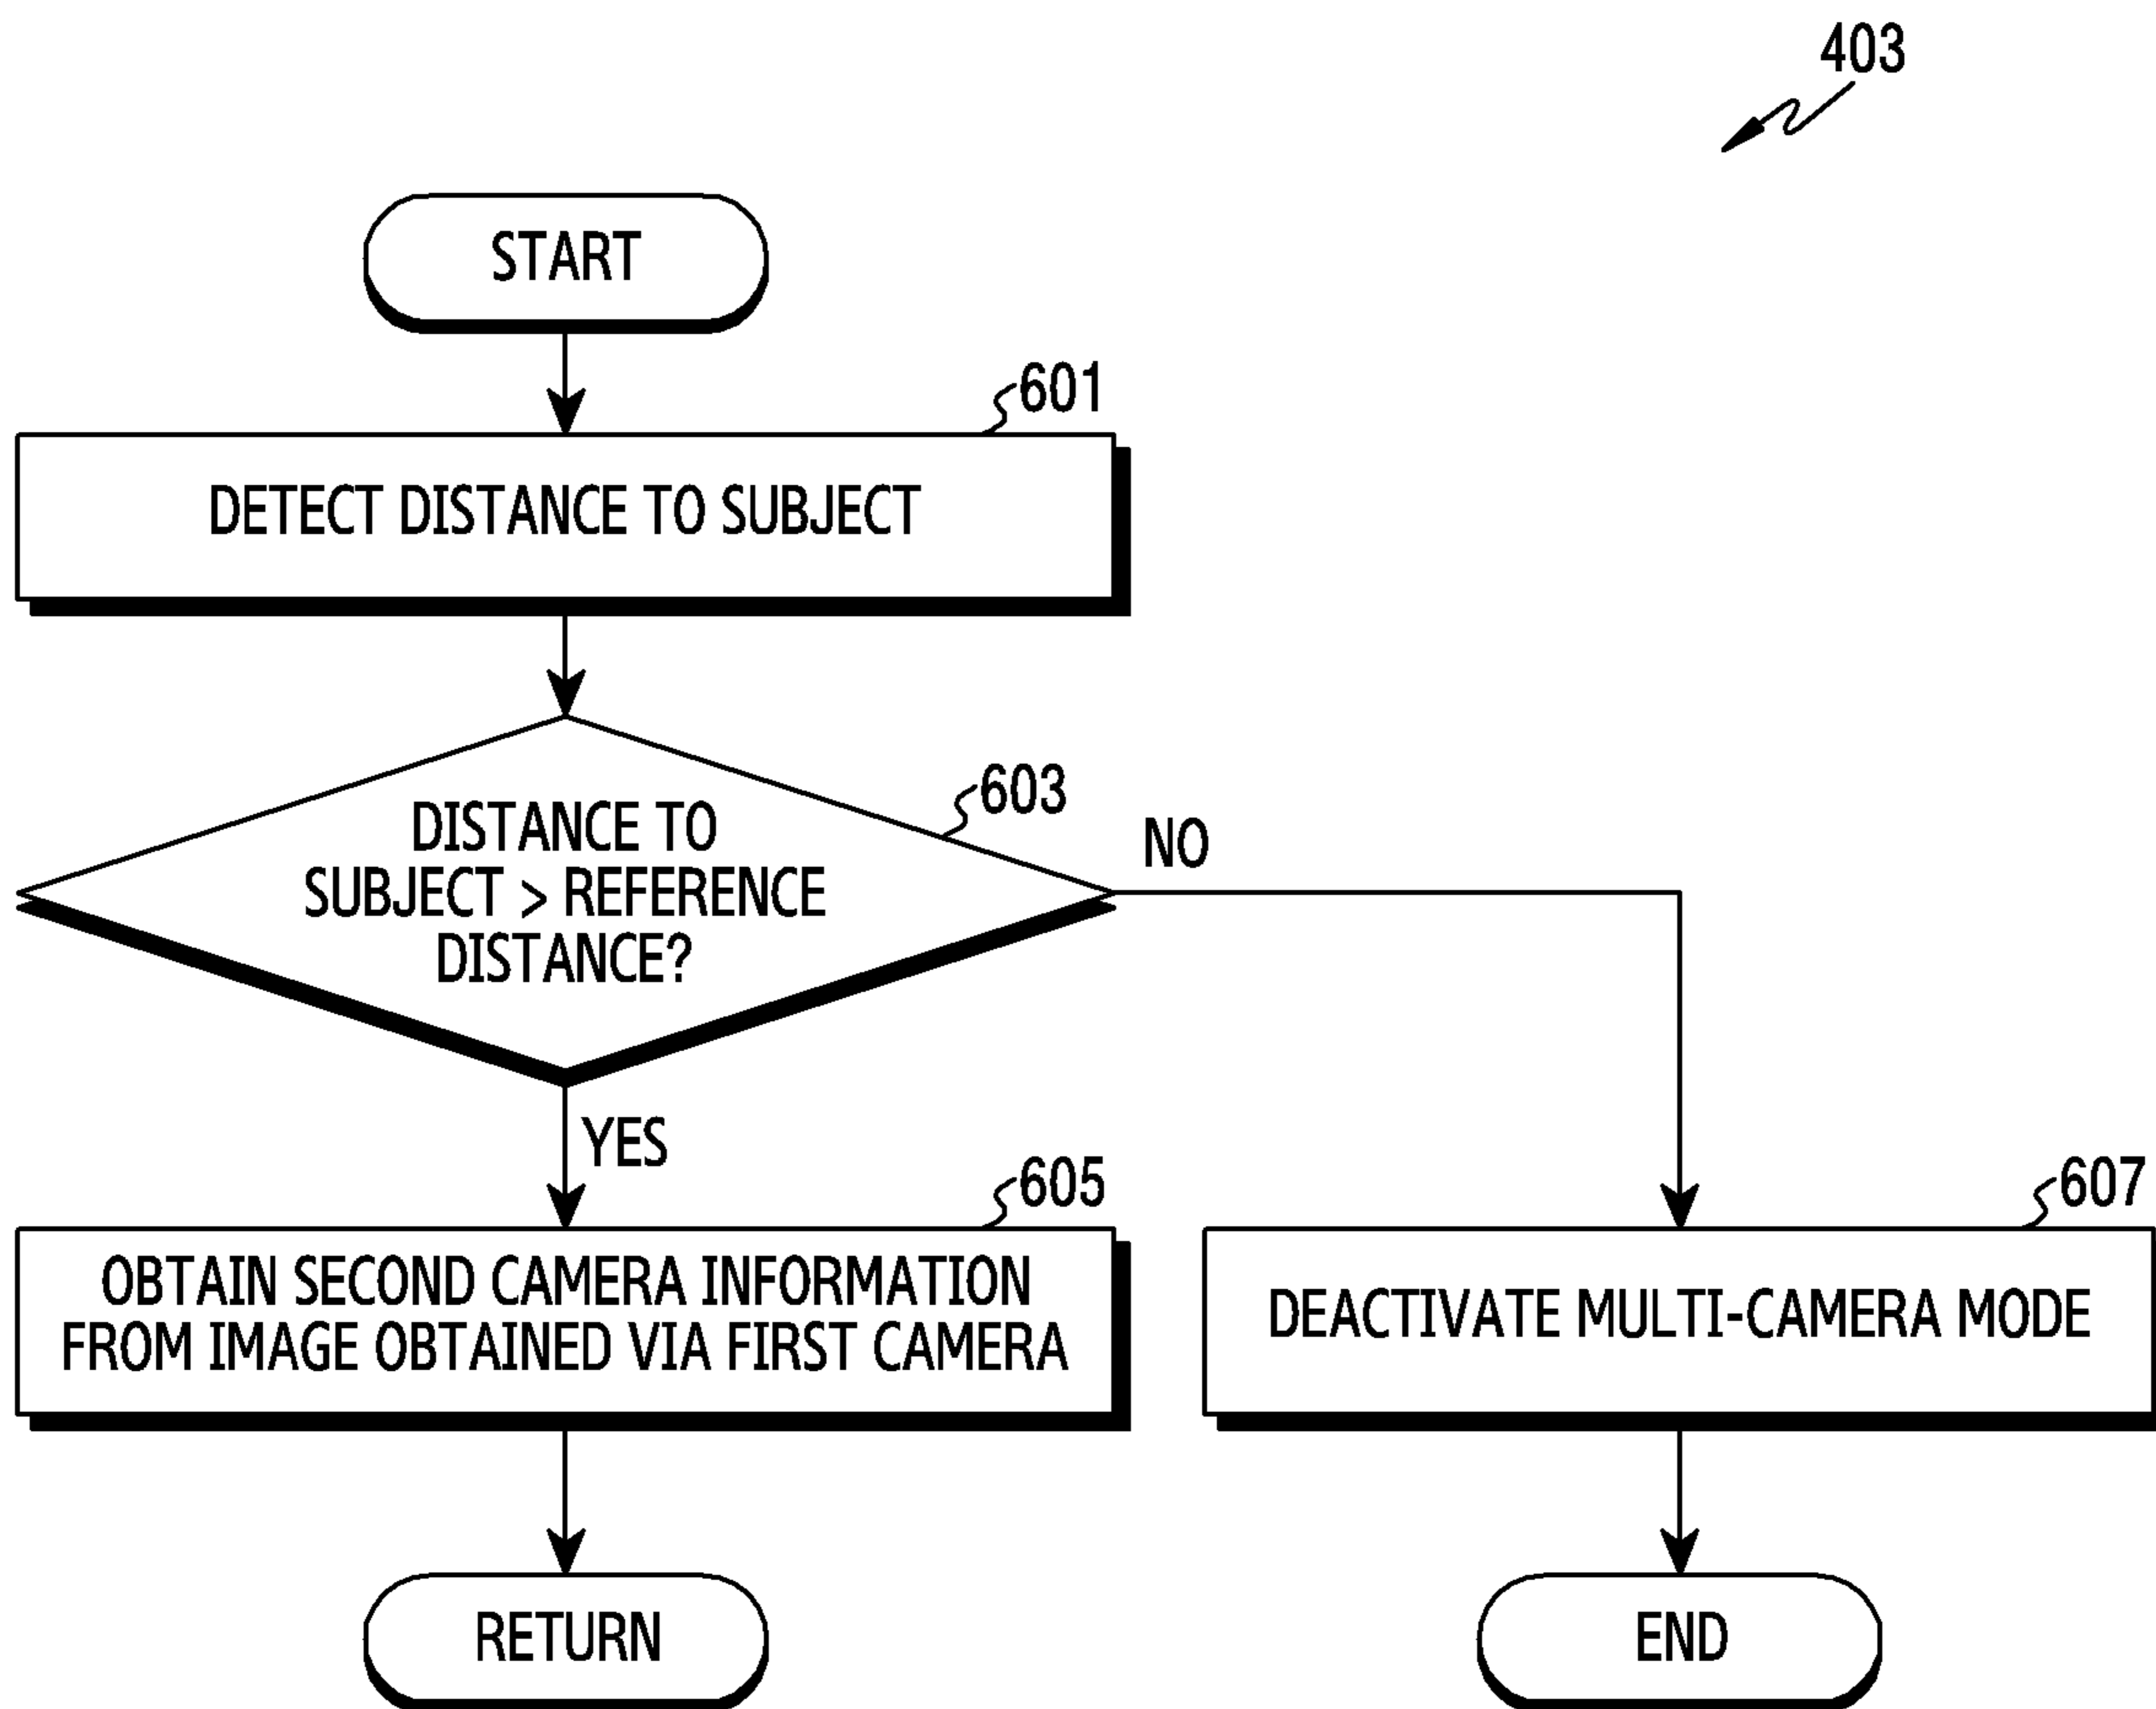 403
START
601
DETECT DISTANCE TO SUBJECT
603
DISTANCE TO
SUBJECT > REFERENCE
DISTANCE?
NO
YES
605
OBTAIN SECOND CAMERA INFORMATION
FROM IMAGE OBTAINED VIA FIRST CAMERA
607
DEACTIVATE MULTI-CAMERA MODE
RETURN
END